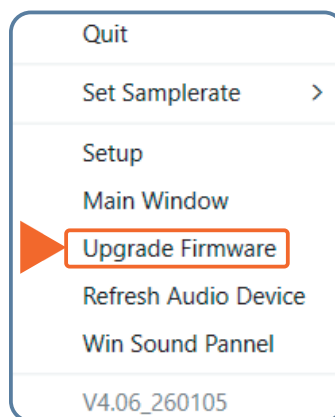 Quit
Set Samplerate
Setup
Main Window
Upgrade Firmware
Refresh Audio Device
Win Sound Pannel
V4.06_260105